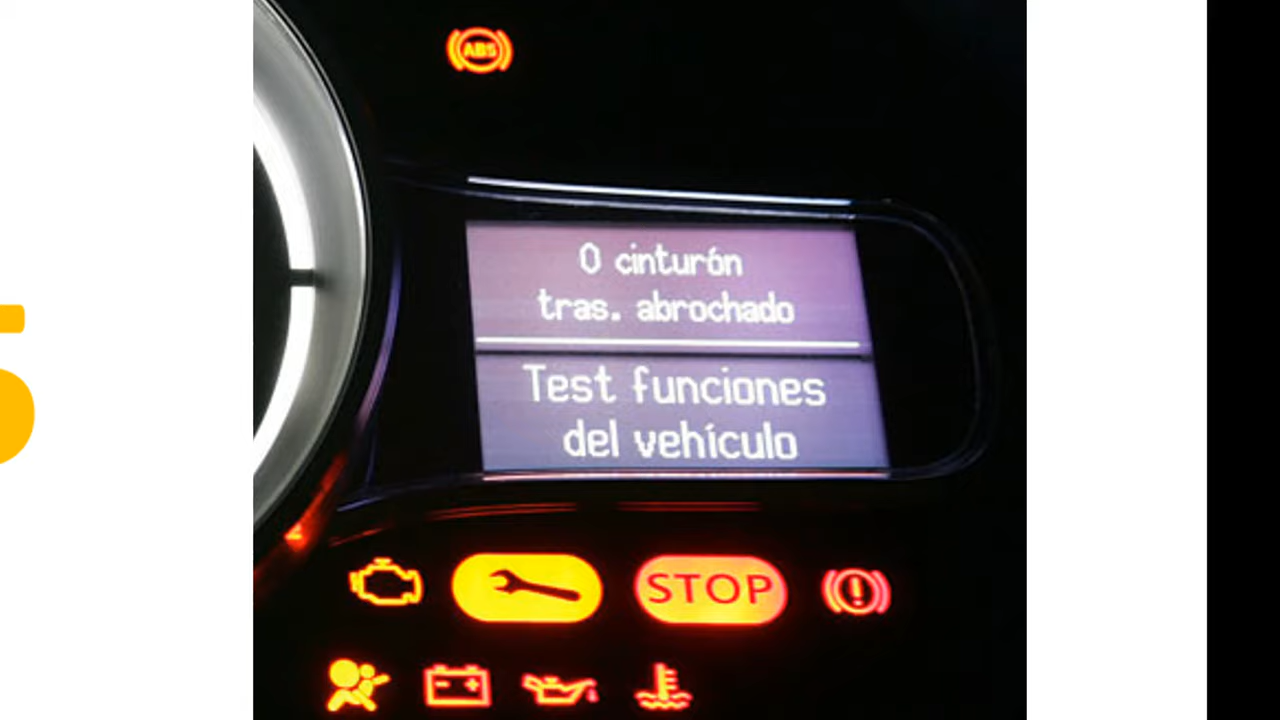 ABS
0 cinturón
tras. abrochado
Test funciones
del vehículo
STOP